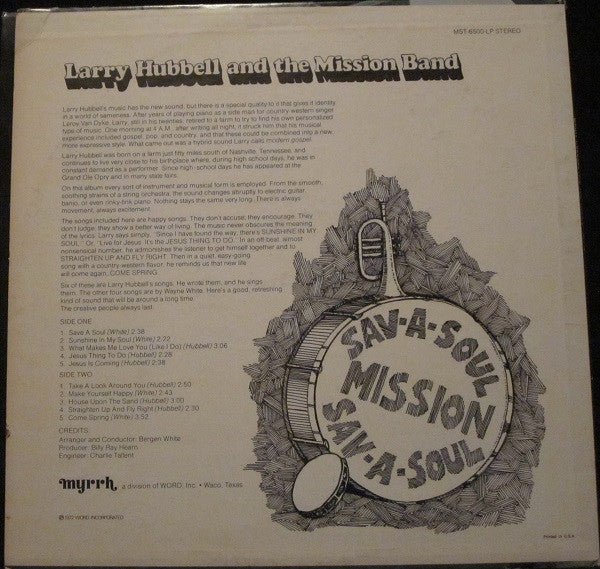 MST-6500-LP STEREO
Larry Hubbell and the Mission Band
Larry Hubbell's music has the new sound, but there is a special quality to it that gives it identity
in a world of sameness. After years of playing piano as a side man for country-western singer
Leroy Van Dyke, Larry, still in his twenties, retired to a farm to try to find his own personalized
type of music. One morning at 4 A.M., after writing all night, it struck him that his musical
experience included gospel, pop, and country, and that these could be combined into a new,
more expressive style. What came out was a hybrid sound Larry calls modern gospel.
Larry Hubbell was born on a farm just fifty miles south of Nashville, Tennessee, and
continues to live very close to his birthplace where, during high school days, he was in
constant demand as a performer. Since high school days he has appeared at the
Grand Ole Opry and in many state fairs.
On this album every sort of instrument and musical form is employed. From the smooth,
soothing strains of a string orchestra, the sound changes abruptly to electric guitar,
banjo, or even rinky-tink piano. Nothing stays the same very long. There is always
movement, always excitement.
The songs included here are happy songs. They don't accuse; they encourage. They
don't judge; they show a better way of living. The music never obscures the meaning
of the lyrics. Larry says simply, "Since I have found the way, there's SUNSHINE IN MY
SOUL." Or, "Live for Jesus. It's the JESUS THING TO DO." In an off beat, almost
nonsensical number, he admonishes the listener to get himself together and to
STRAIGHTEN UP AND FLY RIGHT. Then in a quiet, easy-going
song with a country-western flavor, he reminds us that new life
will come again, COME SPRING.
Six of these are Larry Hubbell's songs. He wrote them, and he sings
them. The other four songs are by Wayne White. Here's a good, refreshing
kind of sound that will be around a long time.
The creative people always last.
SIDE ONE
1. Save A Soul (White) 2:38
2. Sunshine In My Soul (White) 2:22
3. What Makes Me Love You (Like I Do) (Hubbell) 3:06
4. Jesus Thing To Do (Hubbell) 2:28
5. Jesus is Coming (Hubbell) 2:38
SIDE TWO
1. Take A Look Around You (Hubbell) 2:50
2. Make Yourself Happy (White) 2:43
3. House Upon The Sand (Hubbell) 3:00
4. Straighten Up And Fly Right (Hubbell) 2:30
5. Come Spring (White) 3:52
CREDITS:
Arranger and Conductor: Bergen White
Producer: Billy Ray Hearn
Engineer: Charlie Tallent
myrrh a division of WORD, Inc. • Waco, Texas
℗ 1972 WORD INCORPORATED
SAV-A-SOUL
MISSION
SAV-A-SOUL
Printed in U.S.A.